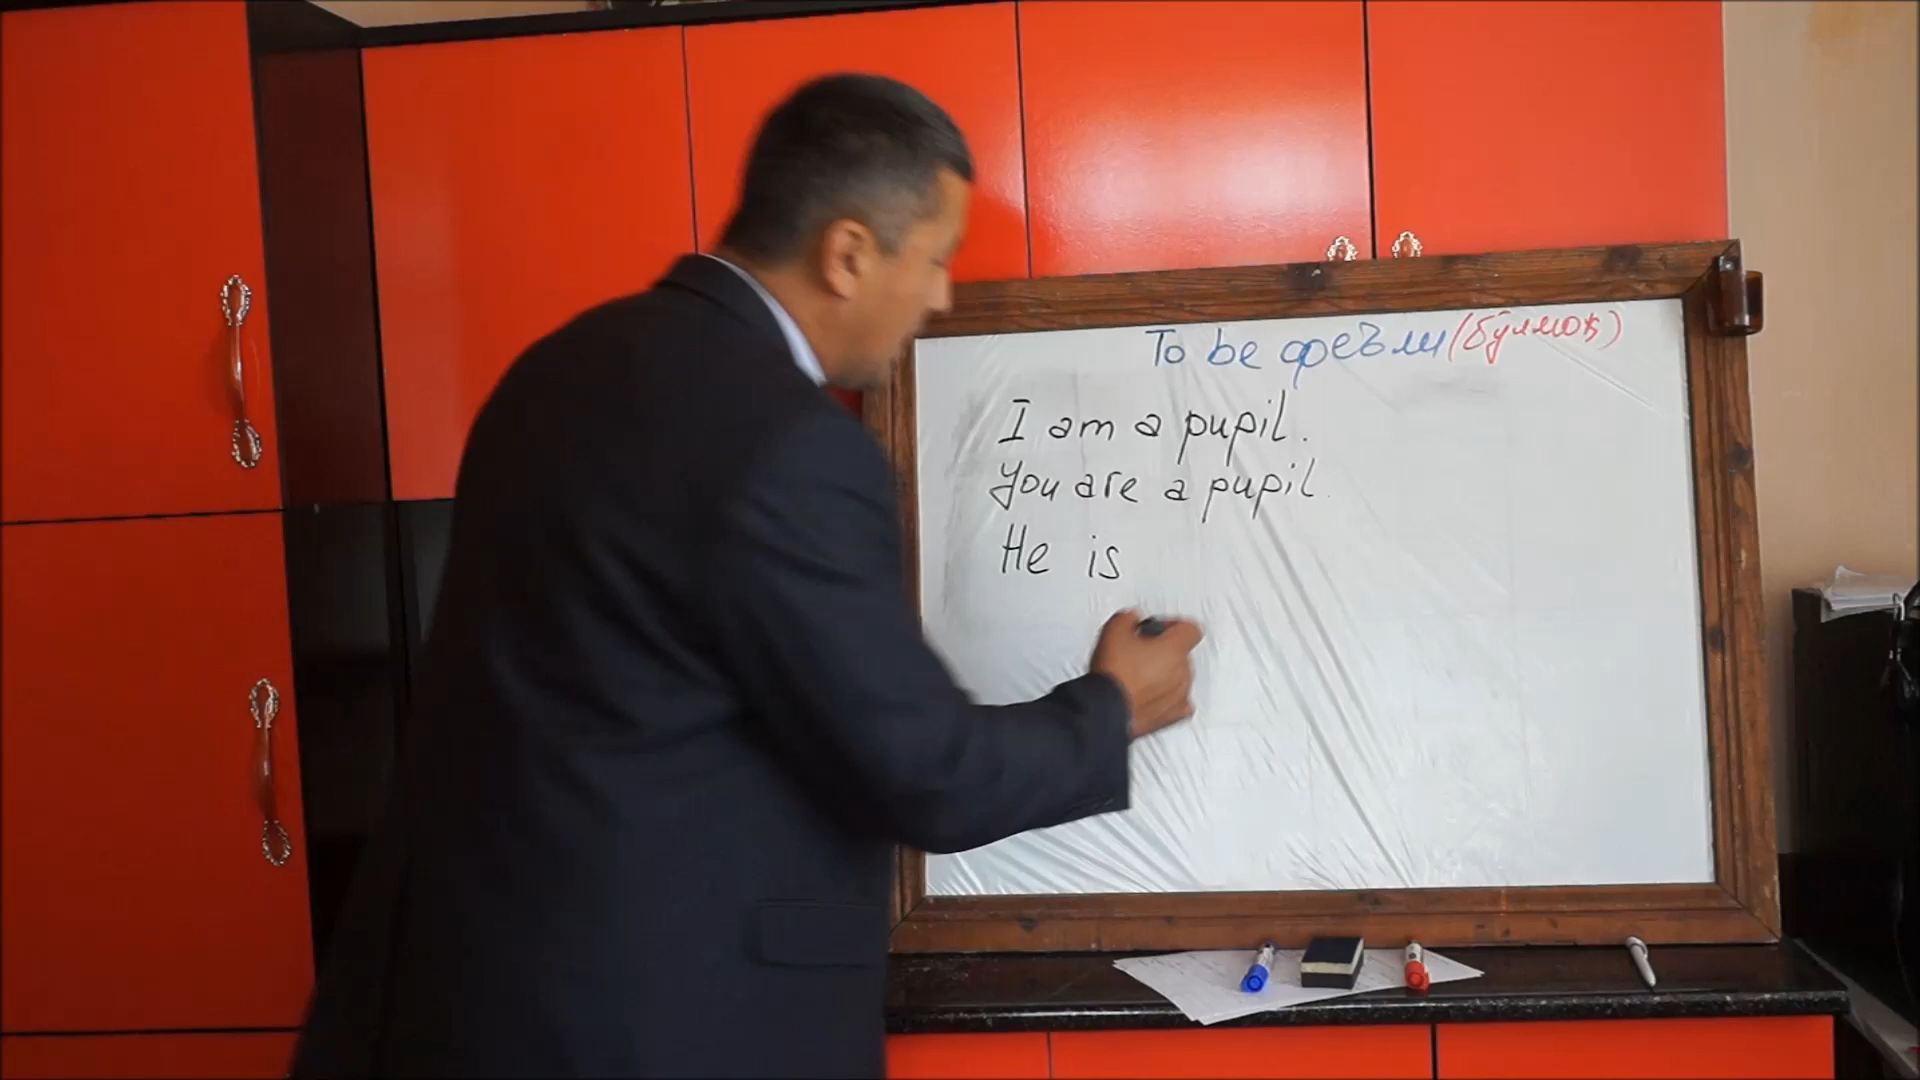 To be феъли (бўлмоқ)
I am a pupil.
You are a pupil.
He is